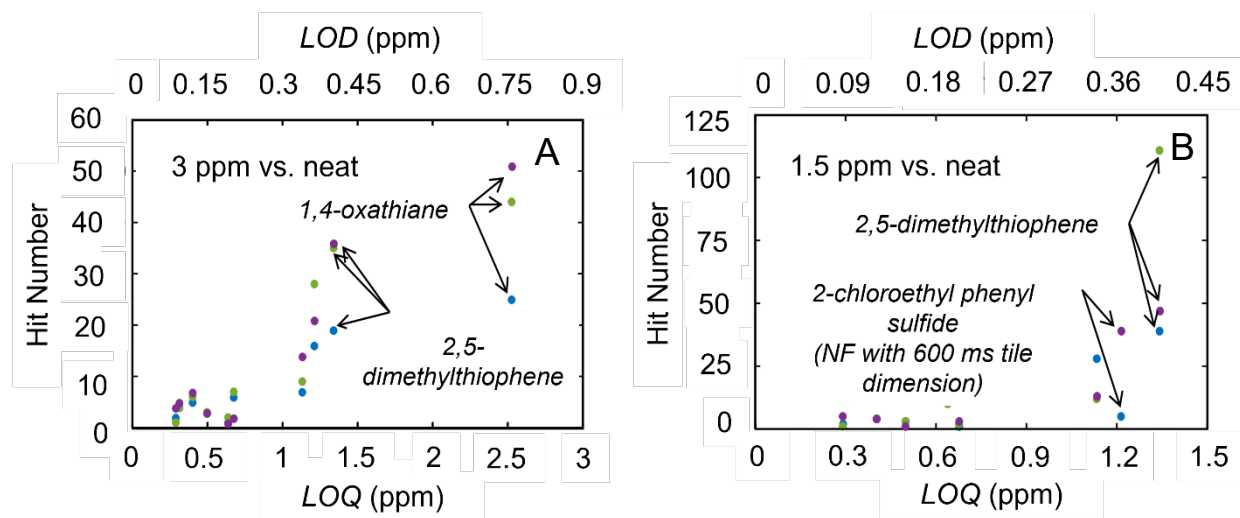 LOD (ppm)
0 0.15 0.3 0.45 0.6 0.75 0.9
60
50
40
30
20
10
0
Hit Number
A
3 ppm vs. neat
1,4-oxathiane
2,5-
dimethylthiophene
0 0.5 1 1.5 2 2.5 3
LOQ (ppm)
LOD (ppm)
0 0.09 0.18 0.27 0.36 0.45
125
100
75
50
25
0
Hit Number
B
1.5 ppm vs. neat
2,5-dimethylthiophene
2-chloroethyl phenyl
sulfide
(NF with 600 ms tile
dimension)
0 0.3 0.6 0.9 1.2 1.5
LOQ (ppm)